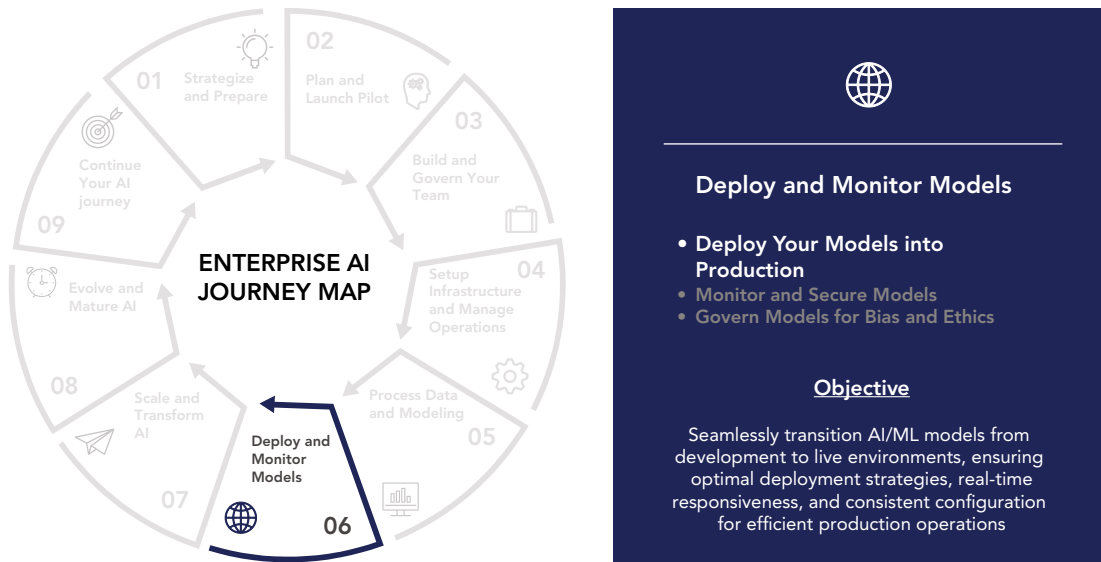 01
Strategize
and Prepare
02
Plan and
Launch Pilot
03
Build and
Govern Your
Team
04
Setup
Infrastructure
and Manage
Operations
Process Data
and Modeling
05
Deploy and
Monitor
Models
06
Scale and
Transform
AI
07
Evolve and
Mature AI
08
Continue
Your AI
journey
09
ENTERPRISE AI
JOURNEY MAP
Deploy and Monitor Models
• Deploy Your Models into
Production
• Monitor and Secure Models
• Govern Models for Bias and Ethics
Objective
Seamlessly transition AI/ML models from
development to live environments, ensuring
optimal deployment strategies, real-time
responsiveness, and consistent configuration
for efficient production operations